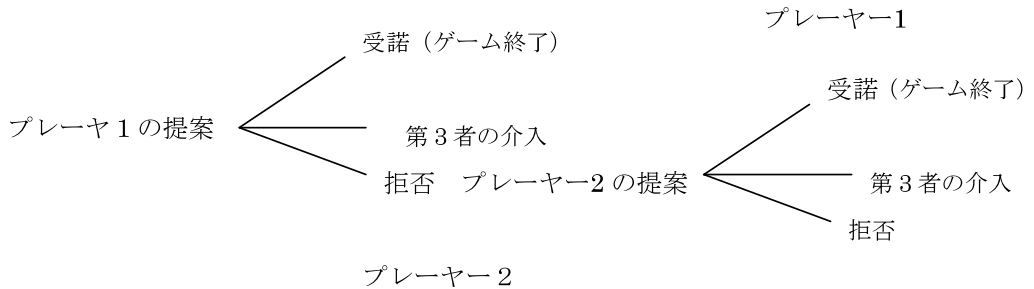 プレーヤー1
受諾（ゲーム終了）
受諾（ゲーム終了）
プレーヤ１の提案
第３者の介入
拒否　プレーヤー2 の提案
第３者の介入
拒否
プレーヤー２